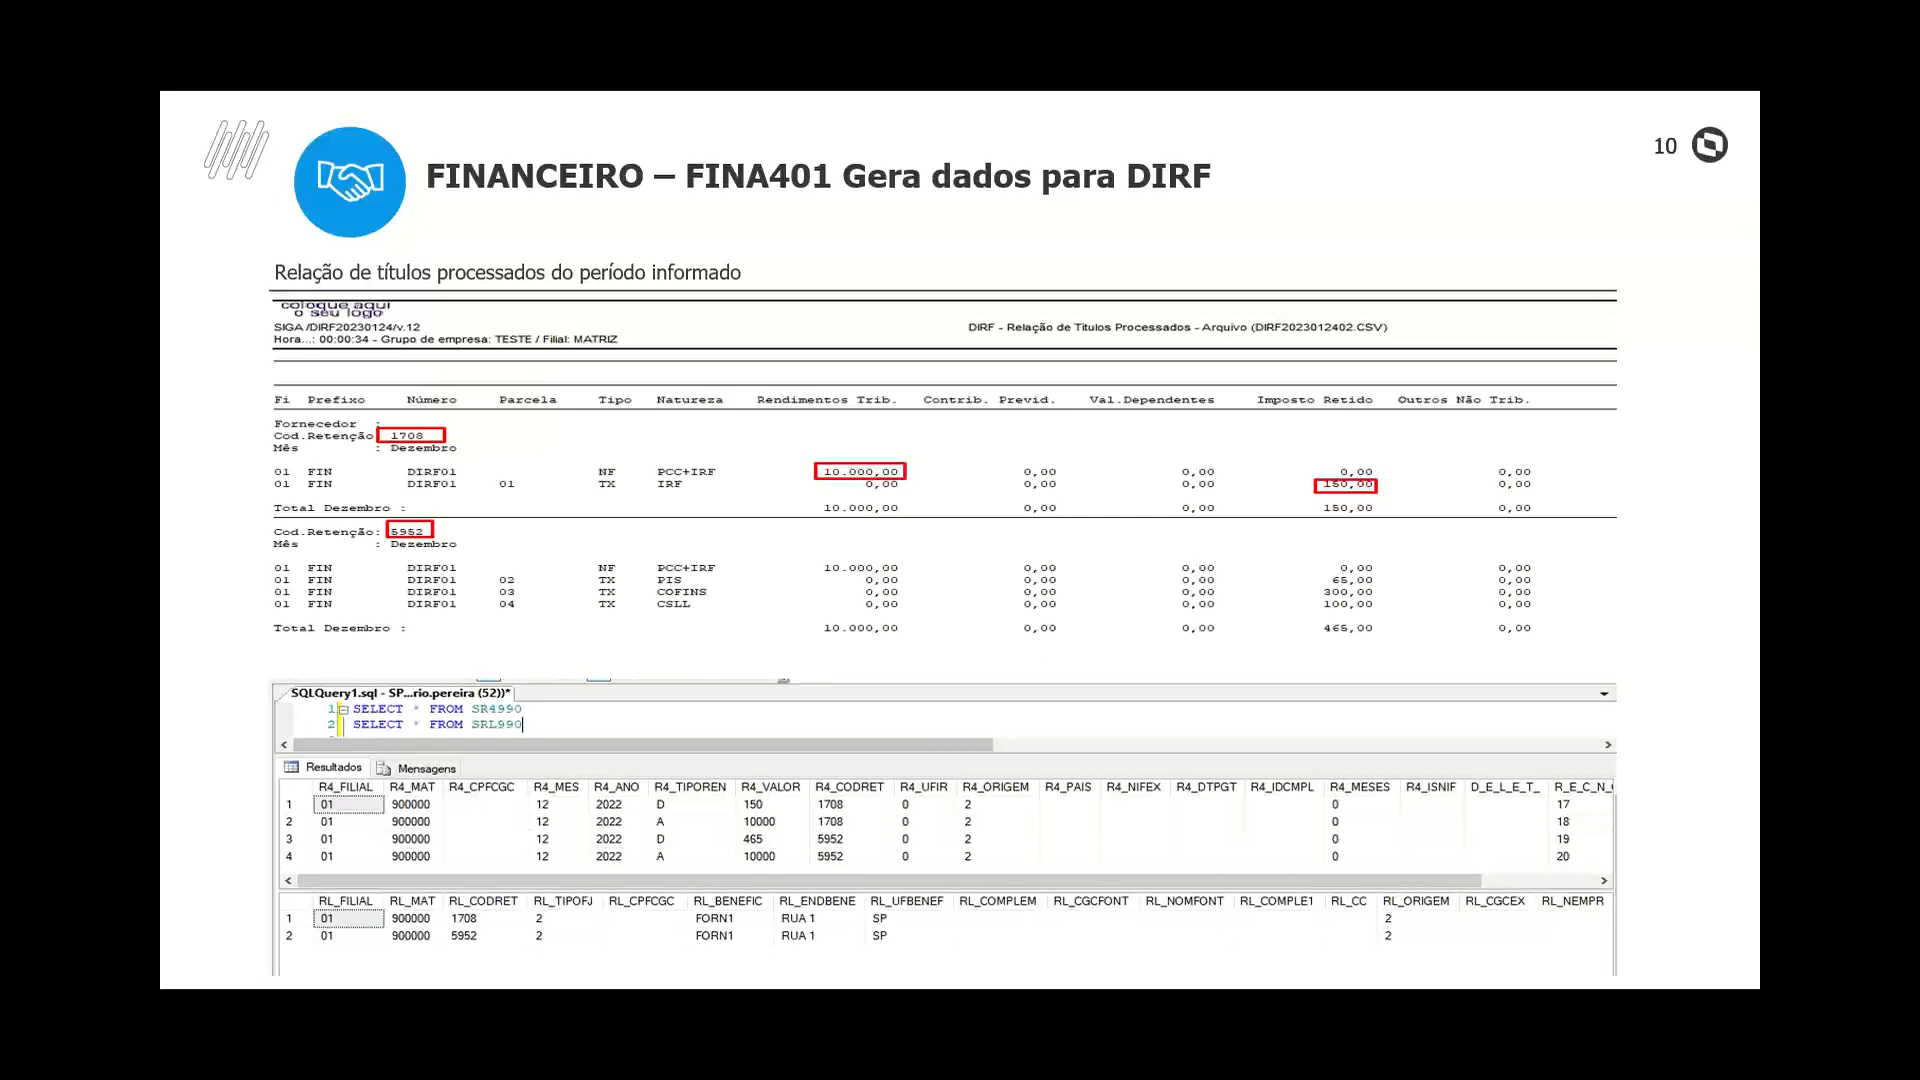 FINANCEIRO – FINA401 Gera dados para DIRF
10
Relação de títulos processados do período informado
coloque aqui
o seu logo
SIGA /DIRF20230124/v.12 DIRF - Relação de Titulos Processados - Arquivo (DIRF2023012402.CSV)
Hora...: 00:00:34 - Grupo de empresa: TESTE / Filial: MATRIZ
Fi Prefixo Número Parcela Tipo Natureza Rendimentos Trib. Contrib. Previd. Val.Dependentes Imposto Retido Outros Não Trib.
Fornecedor :
Cod.Retenção: 1708
Mês : Dezembro
01 FIN DIRF01 NF PCC+IRF 10.000,00 0,00 0,00 0,00 0,00
01 FIN DIRF01 01 TX IRF 0,00 0,00 0,00 150,00 0,00
Total Dezembro : 10.000,00 0,00 0,00 150,00 0,00
Cod.Retenção: 5952
Mês : Dezembro
01 FIN DIRF01 NF PCC+IRF 10.000,00 0,00 0,00 0,00 0,00
01 FIN DIRF01 02 TX PIS 0,00 0,00 0,00 65,00 0,00
01 FIN DIRF01 03 TX COFINS 0,00 0,00 0,00 300,00 0,00
01 FIN DIRF01 04 TX CSLL 0,00 0,00 0,00 100,00 0,00
Total Dezembro : 10.000,00 0,00 0,00 465,00 0,00
SQLQuery1.sql - SP...rio.pereira (52))*
1 SELECT * FROM SR4990
2 SELECT * FROM SRL990
Resultados Mensagens
R4_FILIAL R4_MAT R4_CPFCGC R4_MES R4_ANO R4_TIPOREN R4_VALOR R4_CODRET R4_UFIR R4_ORIGEM R4_PAIS R4_NIFEX R4_DTPGT R4_IDCMPL R4_MESES R4_ISNIF D_E_L_E_T_ R_E_C_N_
1 01 900000 12 2022 D 150 1708 0 2 0 17
2 01 900000 12 2022 A 10000 1708 0 2 0 18
3 01 900000 12 2022 D 465 5952 0 2 0 19
4 01 900000 12 2022 A 10000 5952 0 2 0 20
RL_FILIAL RL_MAT RL_CODRET RL_TIPOFJ RL_CPFCGC RL_BENEFIC RL_ENDBENE RL_UFBENEF RL_COMPLEM RL_CGCFONT RL_NOMFONT RL_COMPLE1 RL_CC RL_ORIGEM RL_CGCEX RL_NEMPR
1 01 900000 1708 2 FORN1 RUA 1 SP 2
2 01 900000 5952 2 FORN1 RUA 1 SP 2